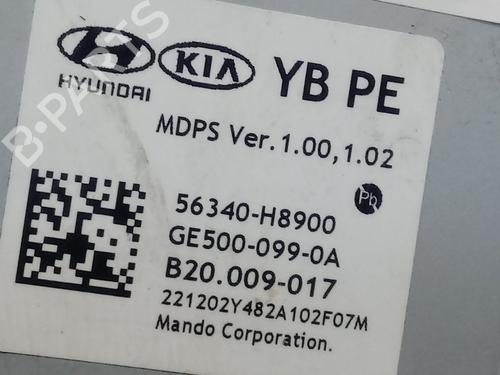 HYUNDAI KIA YB PE
MDPS Ver.1.00,1.02
56340-H8900 Pb
GE500-099-0A
B20.009-017
221202Y482A102F07M
Mando Corporation.
B-PARTS